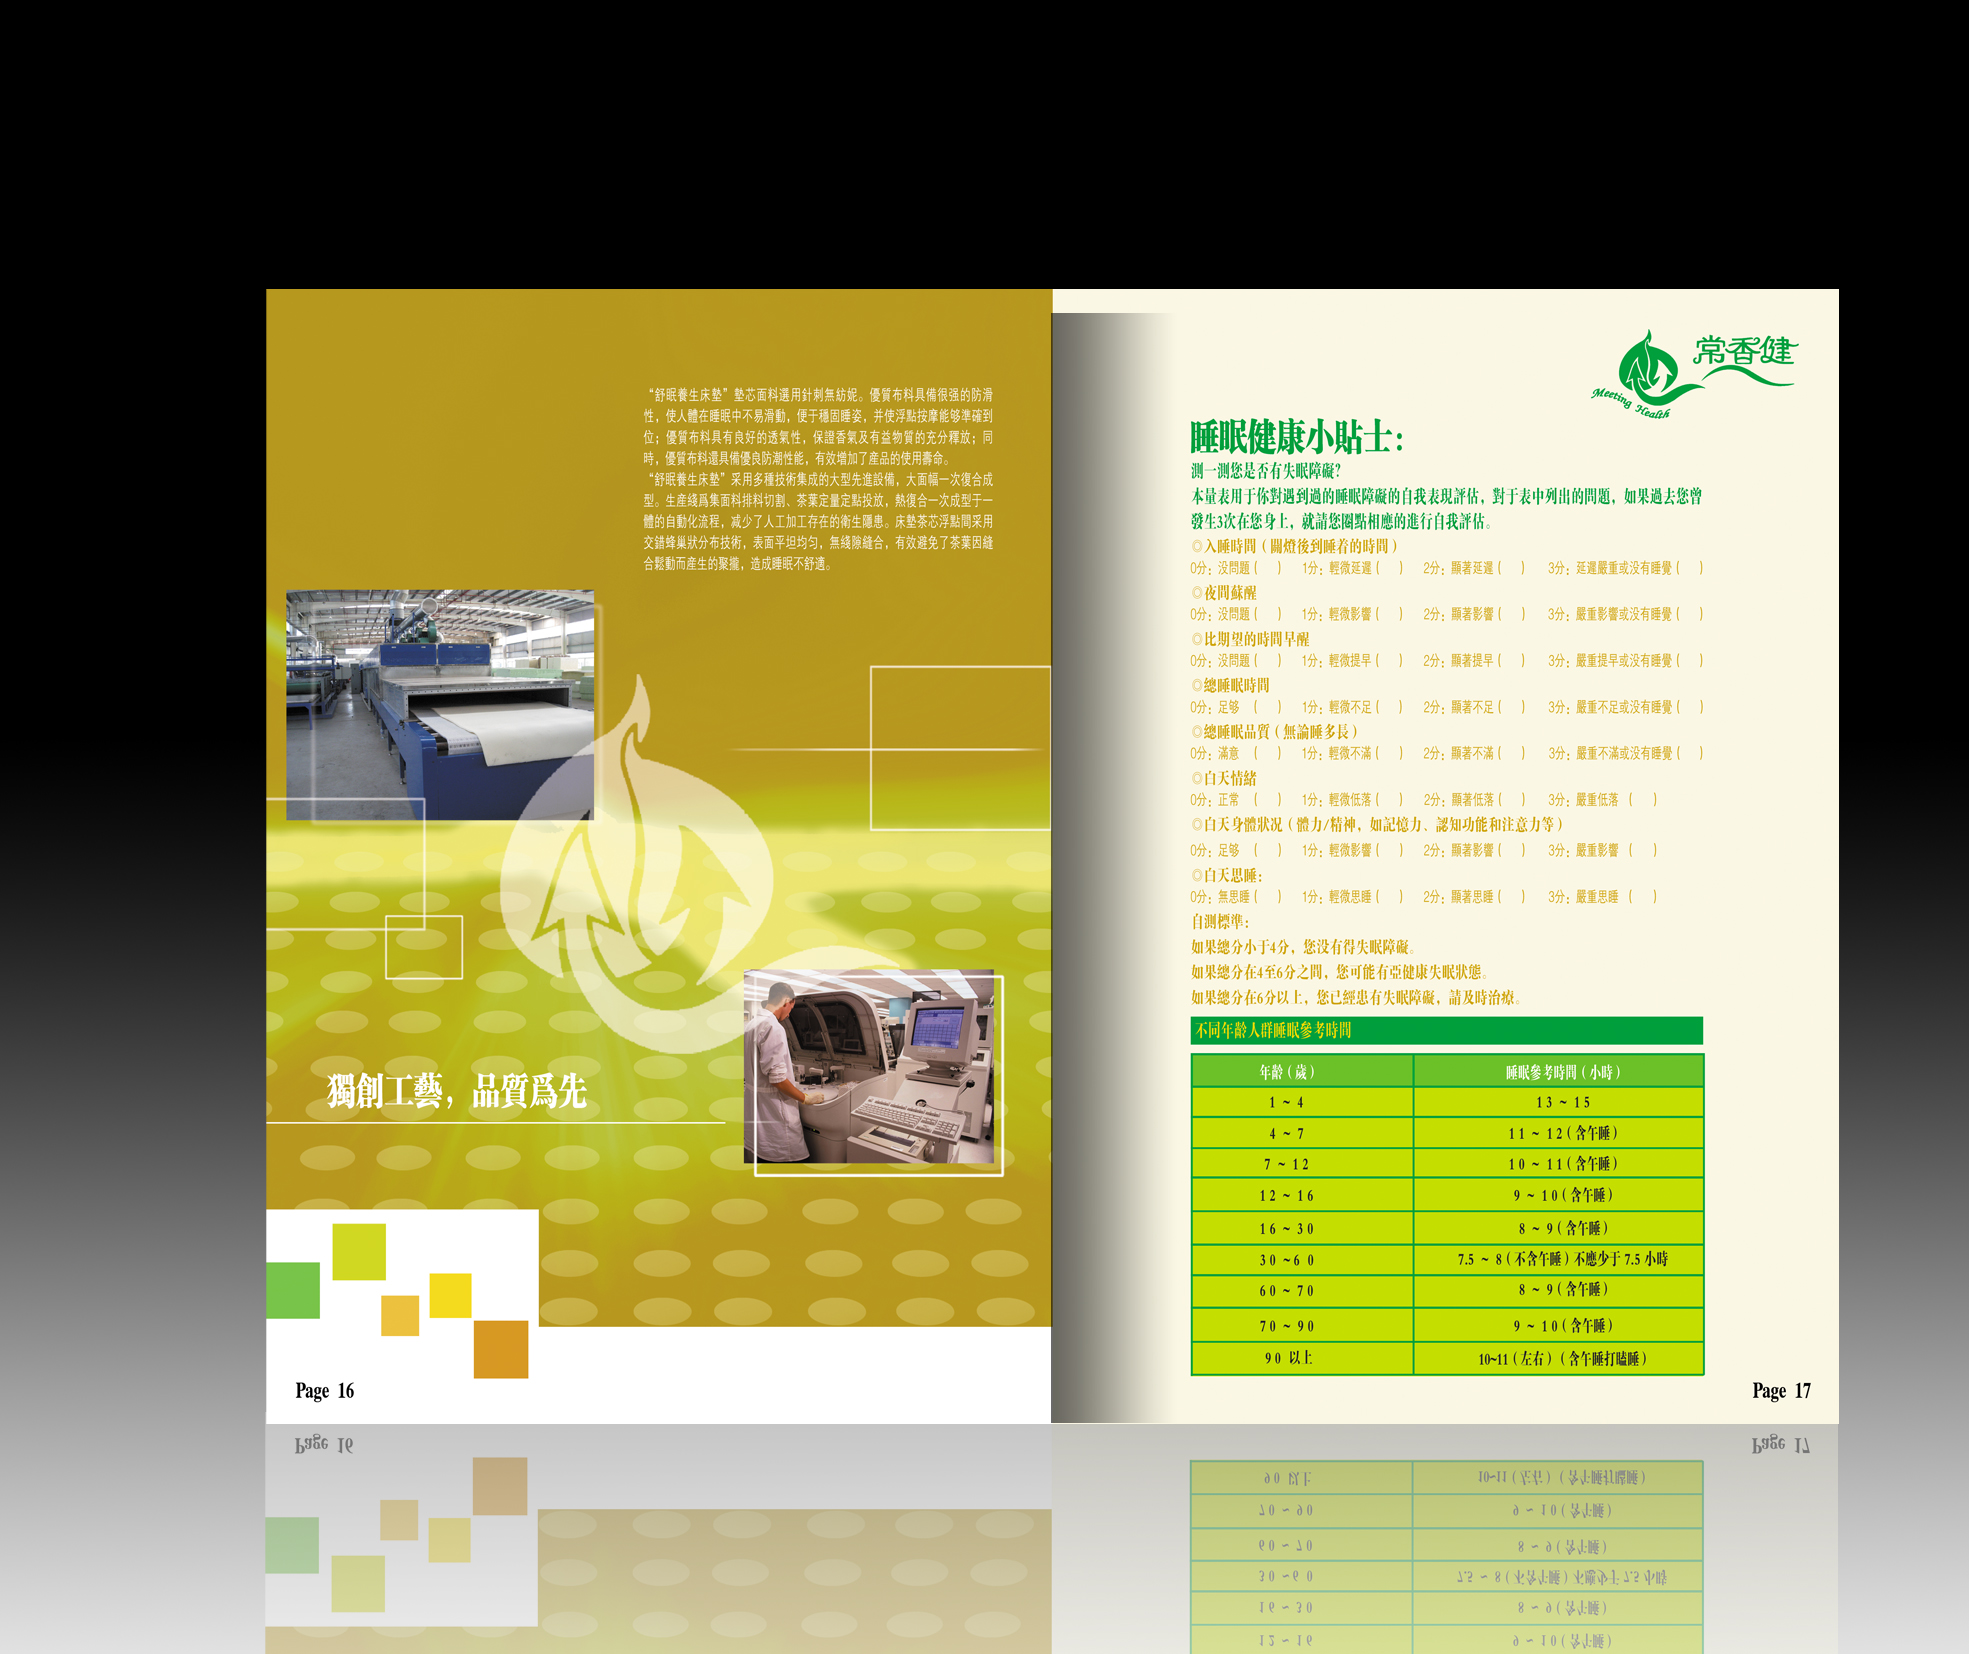 “舒眠養生床墊”墊芯面料選用針刺無紡妮。優質布料具備很强的防滑
性，使人體在睡眠中不易滑動，便于穩固睡姿，并使浮點按摩能够準確到
位；優質布料具有良好的透氣性，保證香氣及有益物質的充分釋放；同
時，優質布料還具備優良防潮性能，有效增加了産品的使用壽命。
“舒眠養生床墊”采用多種技術集成的大型先進設備，大面幅一次復合成
型。生産綫爲集面料排料切割、茶葉定量定點投放，熱復合一次成型于一
體的自動化流程，减少了人工加工存在的衛生隱患。床墊茶芯浮點間采用
交錯蜂巢狀分布技術，表面平坦均匀，無綫隙縫合，有效避免了茶葉因縫
合鬆動而産生的聚攏，造成睡眠不舒適。
獨創工藝，品質爲先
Page 16
常香健
Meeting Health
睡眠健康小貼士：
測一測您是否有失眠障礙？
本量表用于你對遇到過的睡眠障礙的自我表現評估，對于表中列出的問題，如果過去您曾
發生3次在您身上，就請您圈點相應的進行自我評估。
◎入睡時間（關燈後到睡着的時間）
0分：没問題（ ） 1分：輕微延遲（ ） 2分：顯著延遲（ ） 3分：延遲嚴重或没有睡覺（ ）
◎夜間蘇醒
0分：没問題（ ） 1分：輕微影響（ ） 2分：顯著影響（ ） 3分：嚴重影響或没有睡覺（ ）
◎比期望的時間早醒
0分：没問題（ ） 1分：輕微提早（ ） 2分：顯著提早（ ） 3分：嚴重提早或没有睡覺（ ）
◎總睡眠時間
0分：足够 （ ） 1分：輕微不足（ ） 2分：顯著不足（ ） 3分：嚴重不足或没有睡覺（ ）
◎總睡眠品質（無論睡多長）
0分：滿意 （ ） 1分：輕微不滿（ ） 2分：顯著不滿（ ） 3分：嚴重不滿或没有睡覺（ ）
◎白天情緒
0分：正常 （ ） 1分：輕微低落（ ） 2分：顯著低落（ ） 3分：嚴重低落 （ ）
◎白天身體狀况（體力/精神，如記憶力、認知功能和注意力等）
0分：足够 （ ） 1分：輕微影響（ ） 2分：顯著影響（ ） 3分：嚴重影響 （ ）
◎白天思睡：
0分：無思睡（ ） 1分：輕微思睡（ ） 2分：顯著思睡（ ） 3分：嚴重思睡 （ ）
自測標準：
如果總分小于4分，您没有得失眠障礙。
如果總分在4至6分之間，您可能有亞健康失眠狀態。
如果總分在6分以上，您已經患有失眠障礙，請及時治療。
不同年齡人群睡眠參考時間
年齡（歲） 睡眠參考時間（小時）
1 ~ 4 13 ~ 15
4 ~ 7 11 ~ 12（含午睡）
7 ~ 12 10 ~ 11（含午睡）
12 ~ 16 9 ~ 10（含午睡）
16 ~ 30 8 ~ 9（含午睡）
30 ~60 7.5 ~ 8（不含午睡）不應少于 7.5 小時
60 ~ 70 8 ~ 9（含午睡）
70 ~ 90 9 ~ 10（含午睡）
90 以上 10~11（左右）（含午睡打瞌睡）
Page 17